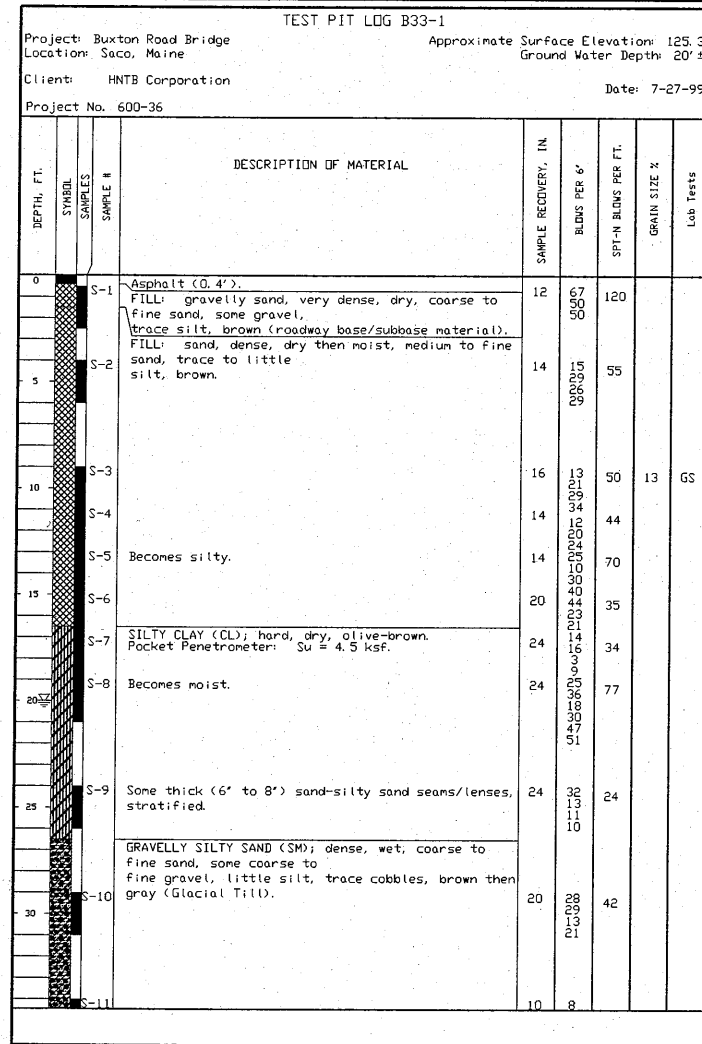 TEST PIT LOG B33-1
Project: Buxton Road Bridge Approximate Surface Elevation: 125.3
Location: Saco, Maine Ground Water Depth: 20'±
Client: HNTB Corporation
Date: 7-27-99
Project No. 600-36
DEPTH, FT.
SYMBOL
SAMPLES
SAMPLE #
DESCRIPTION OF MATERIAL
SAMPLE RECOVERY, IN.
BLOWS PER 6"
SPT-N BLOWS PER FT.
GRAIN SIZE %
Lab Tests
0
S-1 Asphalt (0.4'). 12 67 120
FILL: gravelly sand, very dense, dry, coarse to 50
fine sand, some gravel, 50
trace silt, brown (roadway base/subbase material).
FILL: sand, dense, dry then moist, medium to fine
S-2 sand, trace to little 14 15 55
5 silt, brown. 29
26
29
S-3 16 13 50 13 GS
10 21
29
34
S-4 14 12 44
20
24
S-5 Becomes silty. 14 25 70
10
30
15 40
S-6 20 44 35
23
21
SILTY CLAY (CL); hard, dry, olive-brown. 14
S-7 Pocket Penetrometer: Su = 4.5 ksf. 24 16 34
3
9
S-8 Becomes moist. 24 25 77
20 36
18
30
47
51
S-9 Some thick (6" to 8") sand-silty sand seams/lenses, 24 32 24
25 stratified. 13
11
10
GRAVELLY SILTY SAND (SM); dense, wet, coarse to
fine sand, some coarse to
fine gravel, little silt, trace cobbles, brown then
S-10 gray (Glacial Till). 20 28 42
30 29
13
21
S-11 10 8